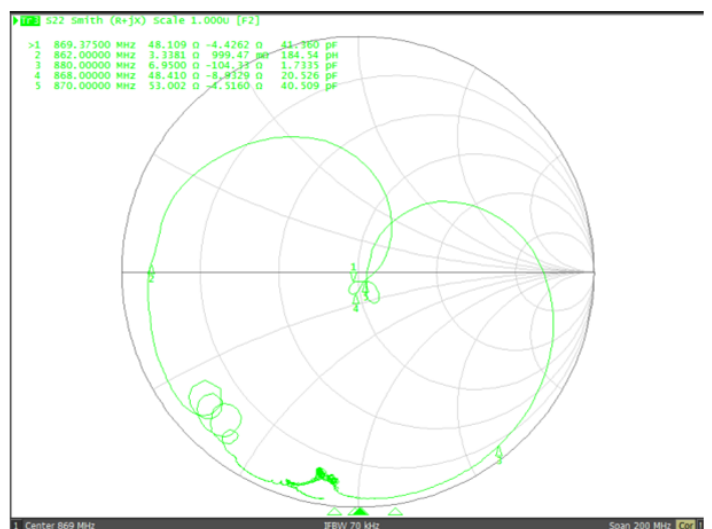 Tr3 S22 Smith (R+jX) Scale 1.000U [F2]
>1 869.37500 MHz 48.109 Ω -4.4262 Ω 41.360 pF
2 862.00000 MHz 3.3381 Ω 999.47 mΩ 184.54 pH
3 880.00000 MHz 6.9500 Ω -104.33 Ω 1.7335 pF
4 868.00000 MHz 48.410 Ω -8.9329 Ω 20.526 pF
5 870.00000 MHz 53.002 Ω -4.5160 Ω 40.509 pF
1
2
4
1 Center 869 MHz IFBW 70 kHz Span 200 MHz Cor